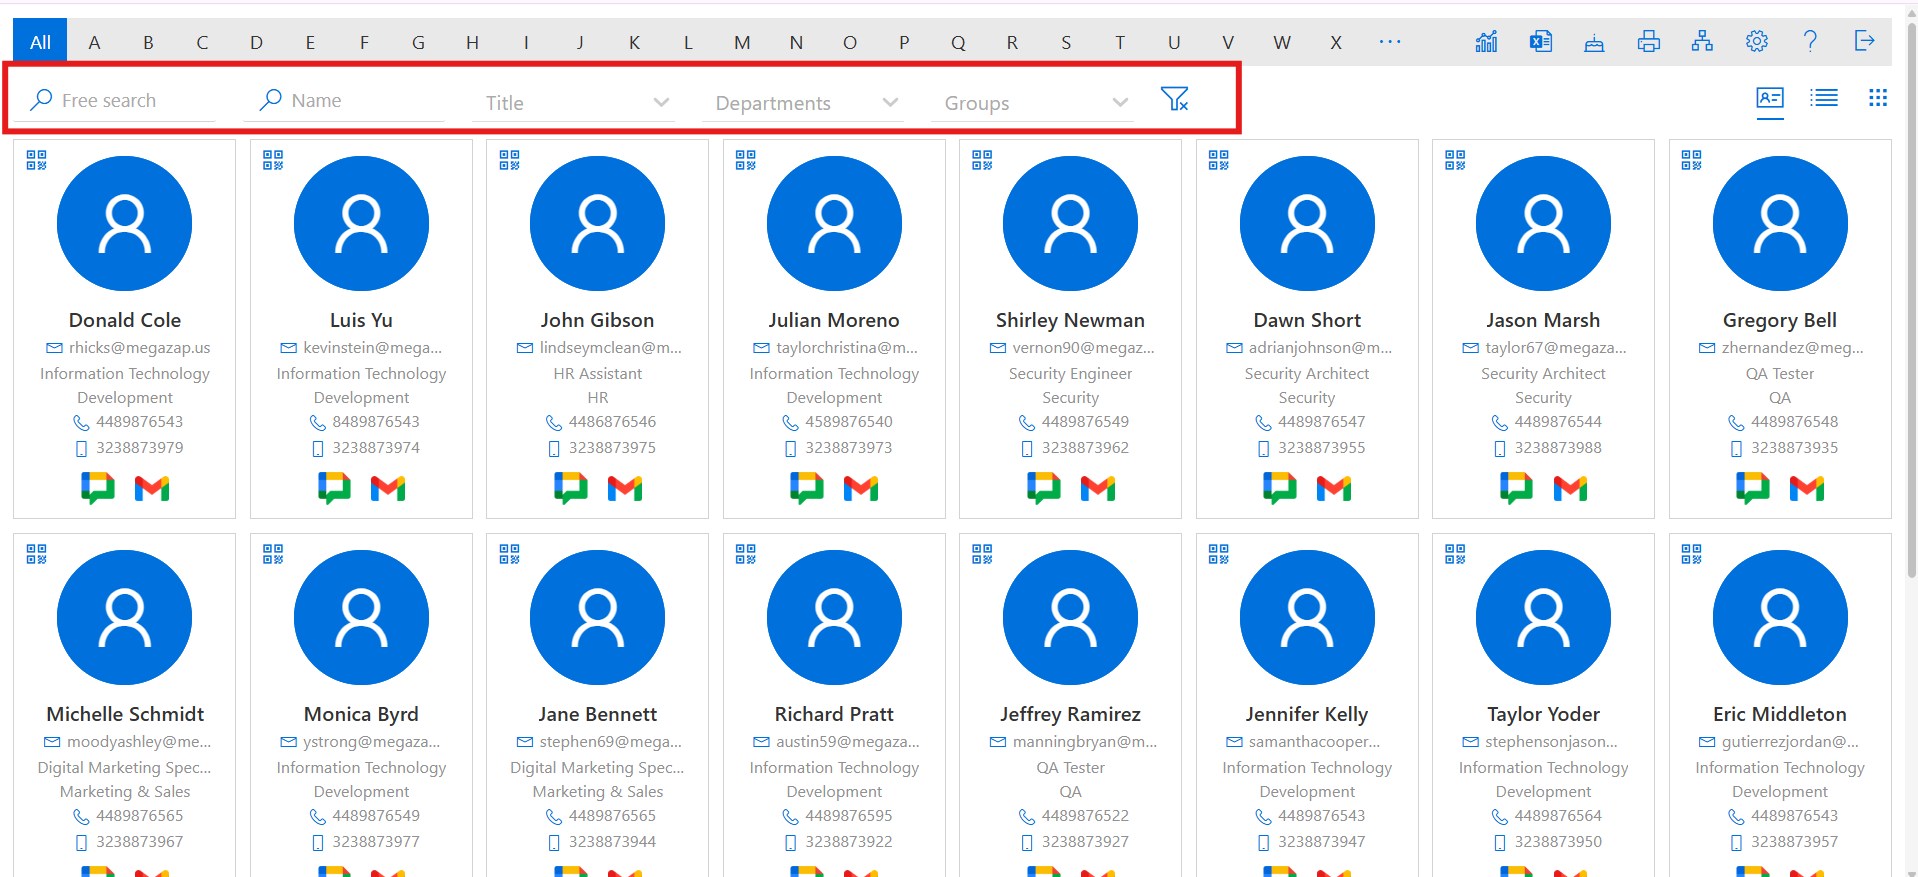 All A B C D E F G H I J K L M N O P Q R S T U V W X ...
Free search Name Title Departments Groups
Donald Cole
rhicks@megazap.us
Information Technology
Development
4489876543
3238873979
Luis Yu
kevinstein@mega...
Information Technology
Development
8489876543
3238873974
John Gibson
lindseymclean@m...
HR Assistant
HR
4486876546
3238873975
Julian Moreno
taylorchristina@m...
Information Technology
Development
4589876540
3238873973
Shirley Newman
vernon90@megaz...
Security Engineer
Security
4489876549
3238873962
Dawn Short
adrianjohnson@m...
Security Architect
Security
4489876547
3238873955
Jason Marsh
taylor67@megaza...
Security Architect
Security
4489876544
3238873988
Gregory Bell
zhernandez@meg...
QA Tester
QA
4489876548
3238873935
Michelle Schmidt
moodyashley@me...
Digital Marketing Spec...
Marketing & Sales
4489876565
3238873967
Monica Byrd
ystrong@megaza...
Information Technology
Development
4489876549
3238873977
Jane Bennett
stephen69@mega...
Digital Marketing Spec...
Marketing & Sales
4489876565
3238873944
Richard Pratt
austin59@megaza...
Information Technology
Development
4489876595
3238873922
Jeffrey Ramirez
manningbryan@m...
QA Tester
QA
4489876522
3238873927
Jennifer Kelly
samanthacooper...
Information Technology
Development
4489876543
3238873947
Taylor Yoder
stephensonjason...
Information Technology
Development
4489876564
3238873950
Eric Middleton
gutierrezjordan@...
Information Technology
Development
4489876543
3238873957